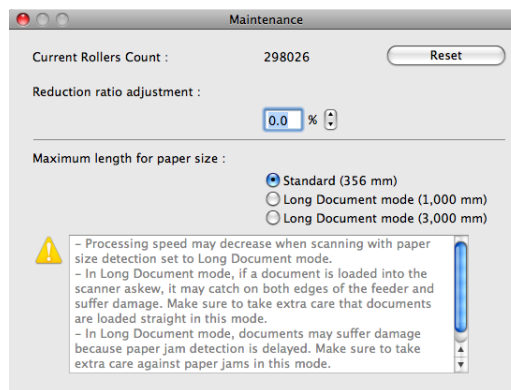 Maintenance
Current Rollers Count : 298026 Reset
Reduction ratio adjustment :
0.0 %
Maximum length for paper size :
Standard (356 mm)
Long Document mode (1,000 mm)
Long Document mode (3,000 mm)
– Processing speed may decrease when scanning with paper
size detection set to Long Document mode.
– In Long Document mode, if a document is loaded into the
scanner askew, it may catch on both edges of the feeder and
suffer damage. Make sure to take extra care that documents
are loaded straight in this mode.
– In Long Document mode, documents may suffer damage
because paper jam detection is delayed. Make sure to take
extra care against paper jams in this mode.